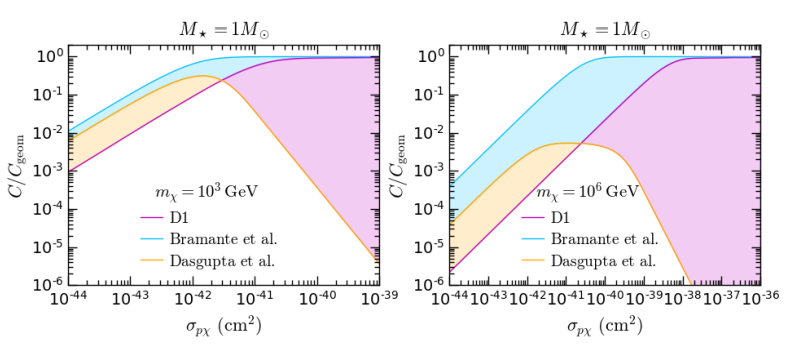 M⋆ = 1M⊙
C/C_geom
10⁰
10⁻¹
10⁻²
10⁻³
10⁻⁴
10⁻⁵
10⁻⁶
m_χ = 10³ GeV
D1
Bramante et al.
Dasgupta et al.
10⁻⁴⁴ 10⁻⁴³ 10⁻⁴² 10⁻⁴¹ 10⁻⁴⁰ 10⁻³⁹
σ_pχ (cm²)
M⋆ = 1M⊙
C/C_geom
10⁰
10⁻¹
10⁻²
10⁻³
10⁻⁴
10⁻⁵
10⁻⁶
m_χ = 10⁶ GeV
D1
Bramante et al.
Dasgupta et al.
10⁻⁴⁴ 10⁻⁴³ 10⁻⁴² 10⁻⁴¹ 10⁻⁴⁰ 10⁻³⁹ 10⁻³⁸ 10⁻³⁷ 10⁻³⁶
σ_pχ (cm²)